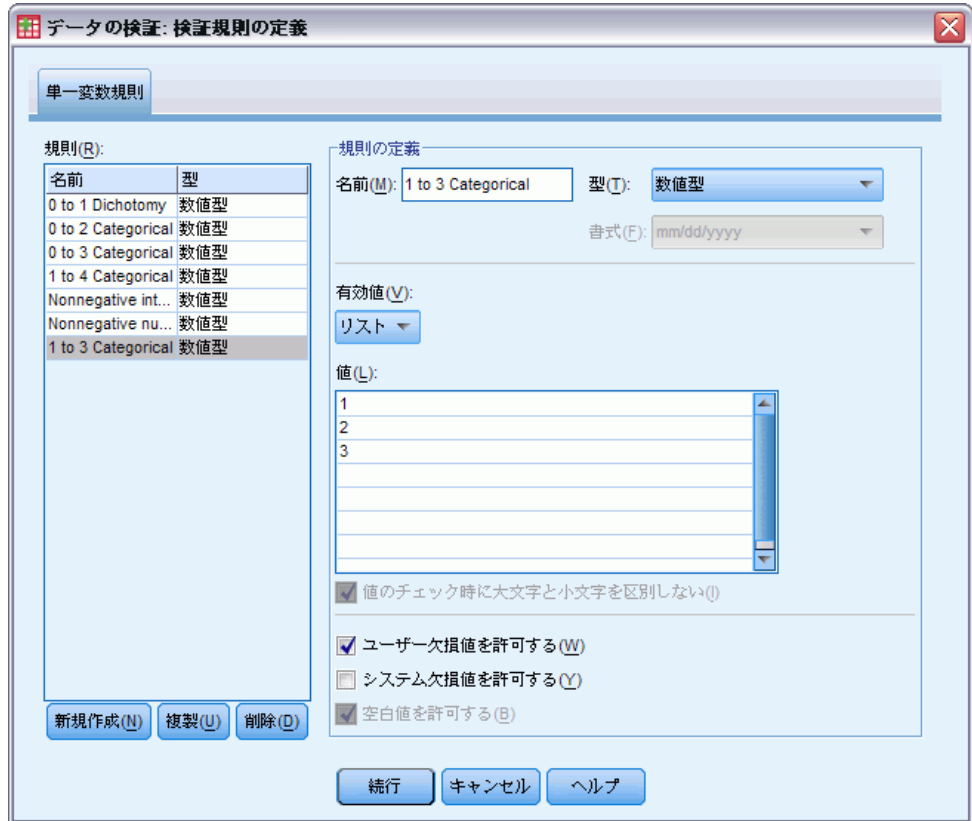 データの検証: 検証規則の定義
単一変数規則
規則(R):
名前 型
0 to 1 Dichotomy 数値型
0 to 2 Categorical 数値型
0 to 3 Categorical 数値型
1 to 4 Categorical 数値型
Nonnegative int... 数値型
Nonnegative nu... 数値型
1 to 3 Categorical 数値型
新規作成(N) 複製(U) 削除(D)
規則の定義
名前(M): 1 to 3 Categorical 型(T): 数値型
書式(F): mm/dd/yyyy
有効値(V):
リスト
値(L):
1
2
3
値のチェック時に大文字と小文字を区別しない(I)
ユーザー欠損値を許可する(W)
システム欠損値を許可する(Y)
空白値を許可する(B)
続行 キャンセル ヘルプ